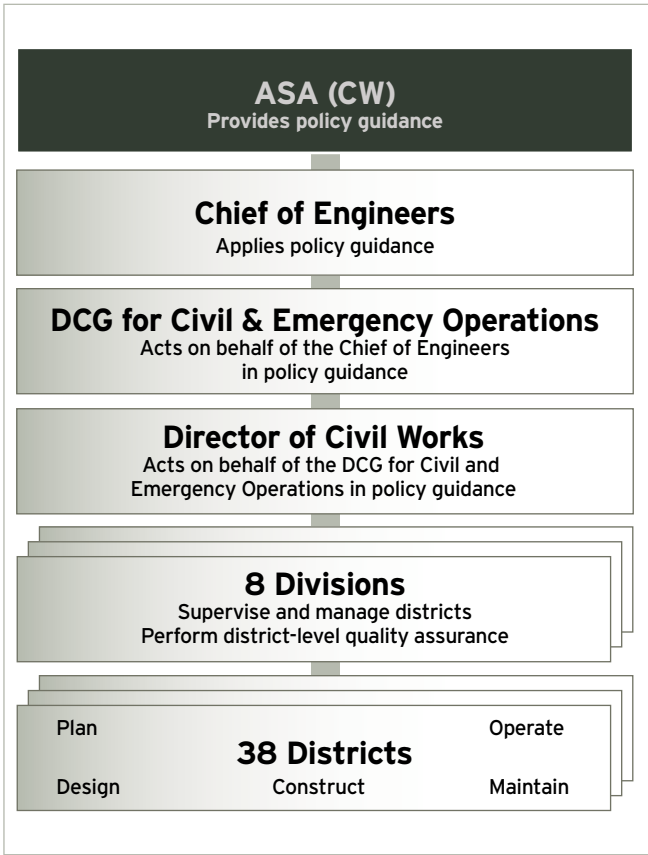 ASA (CW)
Provides policy guidance
Chief of Engineers
Applies policy guidance
DCG for Civil & Emergency Operations
Acts on behalf of the Chief of Engineers
in policy guidance
Director of Civil Works
Acts on behalf of the DCG for Civil and
Emergency Operations in policy guidance
8 Divisions
Supervise and manage districts
Perform district-level quality assurance
Plan Operate
38 Districts
Design Construct Maintain